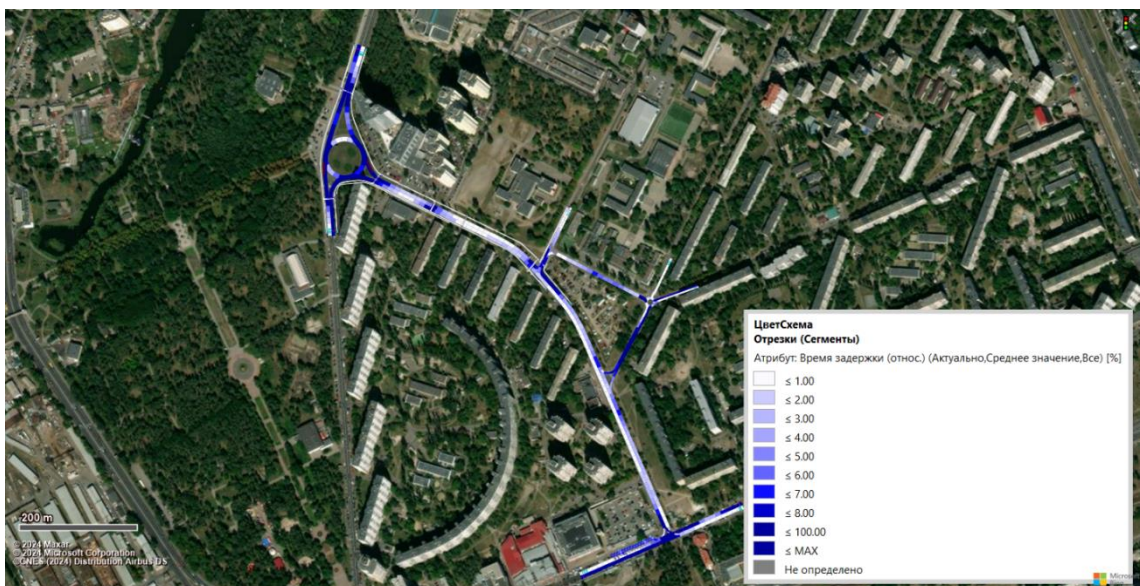 ЦветСхема
Отрезки (Сегменты)
Атрибут: Время задержки (относ.) (Актуально,Среднее значение,Все) [%]
≤ 1.00
≤ 2.00
≤ 3.00
≤ 4.00
≤ 5.00
≤ 6.00
≤ 7.00
≤ 8.00
≤ 100.00
≤ MAX
Не определено
200 m
© 2024 Maxar
© 2024 Microsoft Corporation
©CNES (2024) Distribution Airbus DS